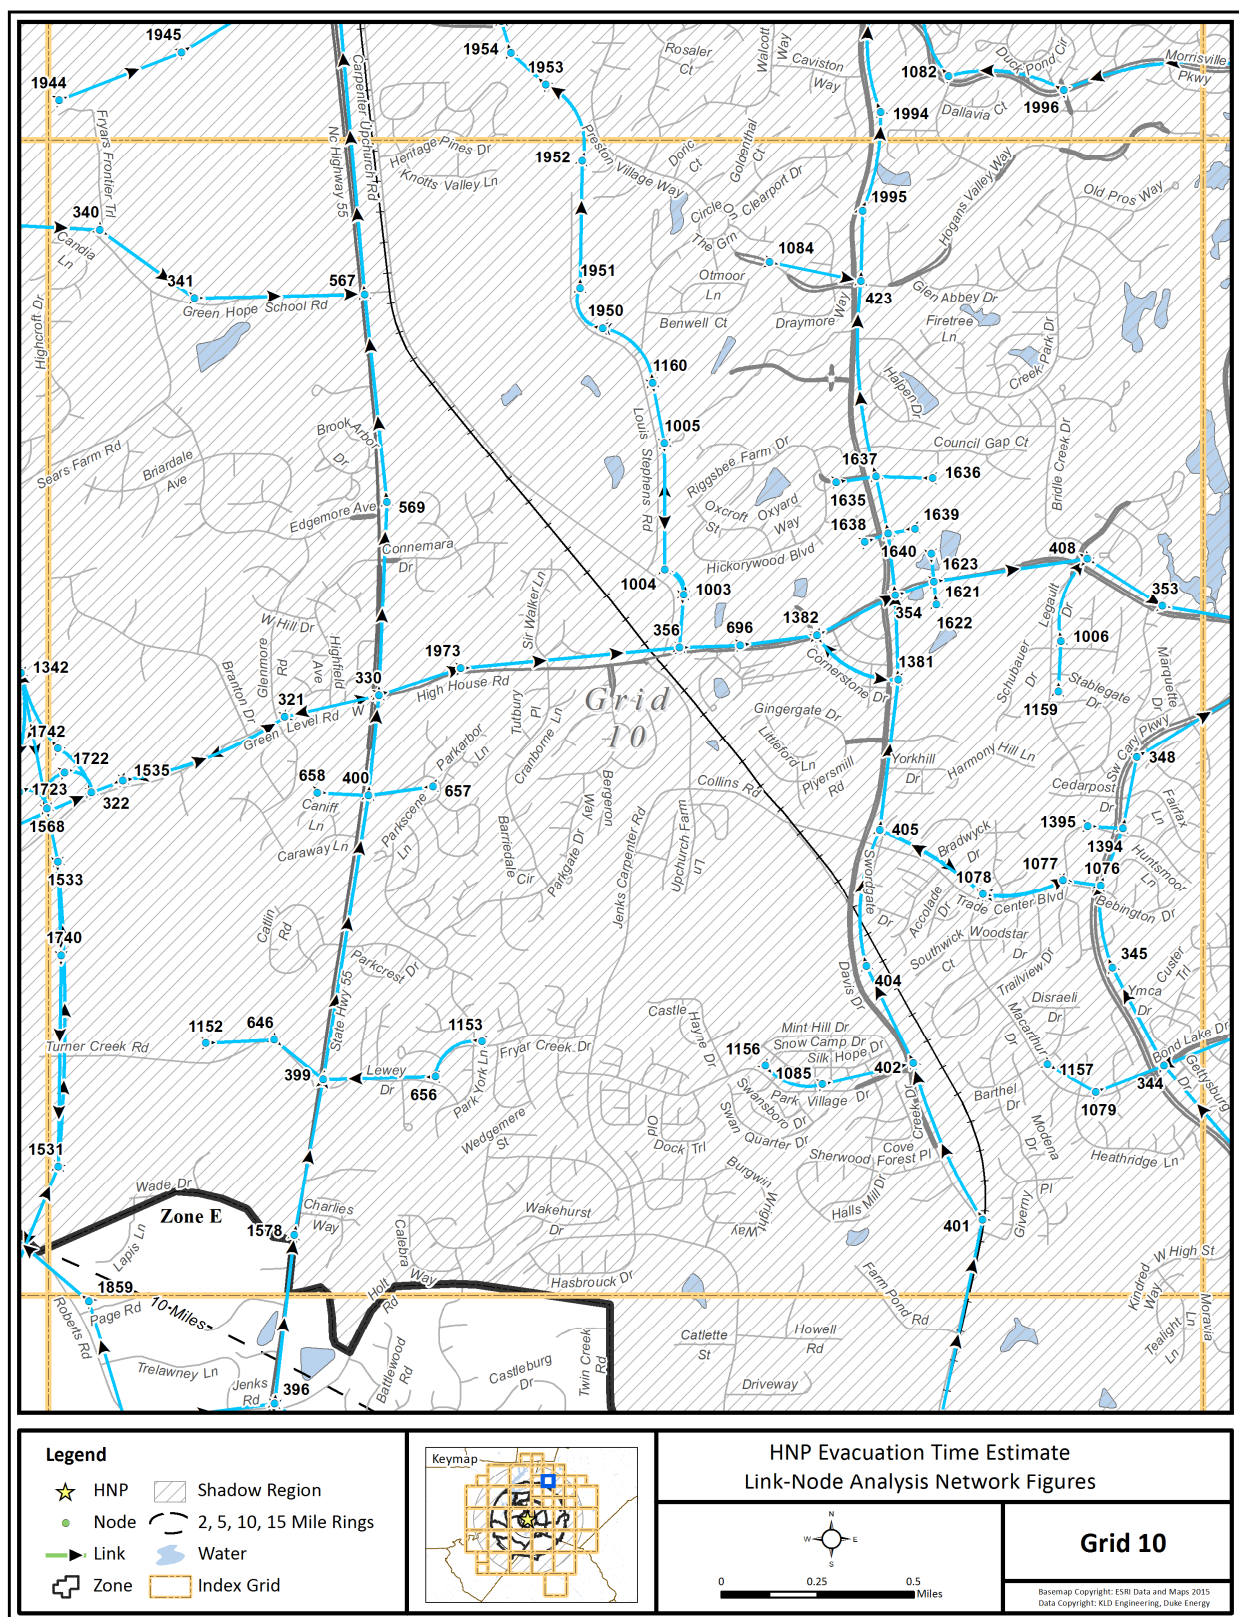 1945
1954
1953
1944
Rosaler
Ct
Walcott
Way
Caviston
Way
1082
Duck Pond Cir
Morrisville
Pkwy
1996
1994
Dallavia Ct
Carpenter Upchurch Rd
Nc Highway 55
Fryars Frontier Trl
Heritage Pines Dr
Knotts Valley Ln
1952
Preston Village Way
Doric
Ct
Goldenthal
Ct
Clearport Dr
Circle On
The Grn
Hogans Valley Way
Old Pros Way
1995
340
Candia
Ln
341
567
Green Hope School Rd
Highcroft Dr
1951
1950
1084
Otmoor
Ln
423
Glen Abbey Dr
Benwell Ct
Draymore
Way
Firetree
Ln
Creek Park Dr
1160
Halpen Dr
1005
Louis Stephens Rd
Brook Arbor
Dr
Sears Farm Rd
Briardale
Ave
Riggsbee Farm Dr
Council Gap Ct
1637
1636
1635
Bridle Creek Dr
Edgemore Ave
569
Oxcroft
St
Oxyard
Way
1638
1639
1640
Connemara
Dr
Hickorywood Blvd
408
1623
1621
1004
1003
Sir Walker Ln
354
1622
353
Legault
Dr
W Hill Dr
Glenmore
Rd
Highfield
Ave
356
696
1382
1006
Branton Dr
1973
1342
330
1381
Cornerstone Dr
Schubauer
Dr
Marquette
Dr
High House Rd
321
Green Level Rd W
Grid
10
Tutbury
Pl
Stablegate
Dr
1159
Gingergate Dr
1742
1722
1723
322
1535
1568
658
400
657
Caniff
Ln
Parkarbor
Ln
Cranborne
Ln
Littleford Ln
Plyersmill
Rd
Yorkhill
Dr
Harmony Hill Ln
Sw Cary Pkwy
348
Collins Rd
Bergeron
Way
Cedarpost
Dr
Fairfax
Ln
Parkscene
Ln
Caraway Ln
405
1395
1394
Bradwyck
Dr
1533
Barriedale
Cir
Parkgate Dr
Jenks Carpenter Rd
Upchurch Farm
Ln
Swordgate
Dr
1078
1077
1076
Huntsmoor
Ln
Trade Center Blvd
Bebington Dr
Accolade
Dr
Catlin
Rd
1740
Parkcrest Dr
Southwick
Ct
Woodstar
Dr
Trailview Dr
345
Custer
Trl
Davis Dr
404
Ymca
Dr
State Hwy 55
Disraeli
Dr
Castle
Hayne Dr
Macarthur
Dr
Mint Hill Dr
Snow Camp Dr
Silk Hope Dr
Bond Lake Dr
1152
646
1153
Turner Creek Rd
Fryar Creek Dr
1156
1085
402
1157
344
Gettysburg
Dr
399
Lewey
Dr
656
Park York Ln
Swansboro Dr
Park Village Dr
Creek Dr
Barthel
Dr
1079
Wedgemere
St
Old
Dock Trl
Swan
Quarter Dr
Cove
Sherwood Forest Pl
Modena
Dr
Heathridge Ln
1531
Burgwin
Wright
Way
Halls Mill Dr
Giverny
Pl
Wade Dr
Zone E
1578
Charlies
Way
Lapis Ln
Calebra
Way
Wakehurst
Dr
401
W High St
Kindred
Way
Hasbrouck Dr
Holt
Rd
Farm Pond Rd
1859
Page Rd
10-Miles
Roberts Rd
Moravia
Ln
Tealight
Ln
Catlette
St
Howell
Rd
Trelawney Ln
Jenks
Rd
396
Battlewood
Rd
Castleburg
Dr
Twin Creek
Rd
Driveway
Legend
HNP
Shadow Region
Node
2, 5, 10, 15 Mile Rings
Link
Water
Zone
Index Grid
Keymap
HNP Evacuation Time Estimate
Link-Node Analysis Network Figures
N
W
E
S
0
0.25
0.5
Miles
Grid 10
Basemap Copyright: ESRI Data and Maps 2015
Data Copyright: KLD Engineering, Duke Energy